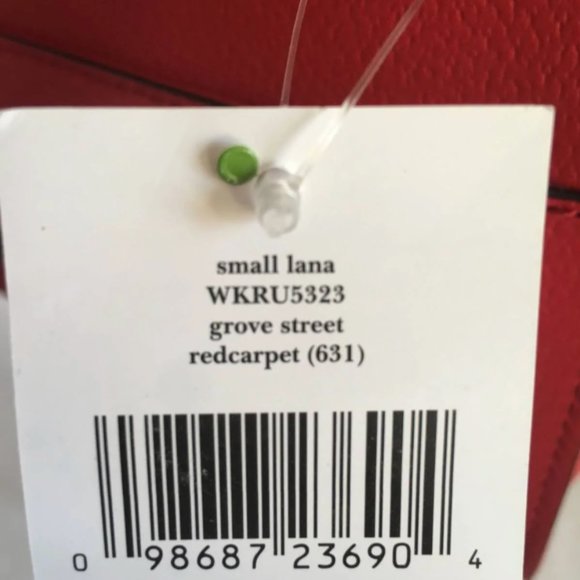 small lana
WKRU5323
grove street
redcarpet (631)
0 98687 23690 4